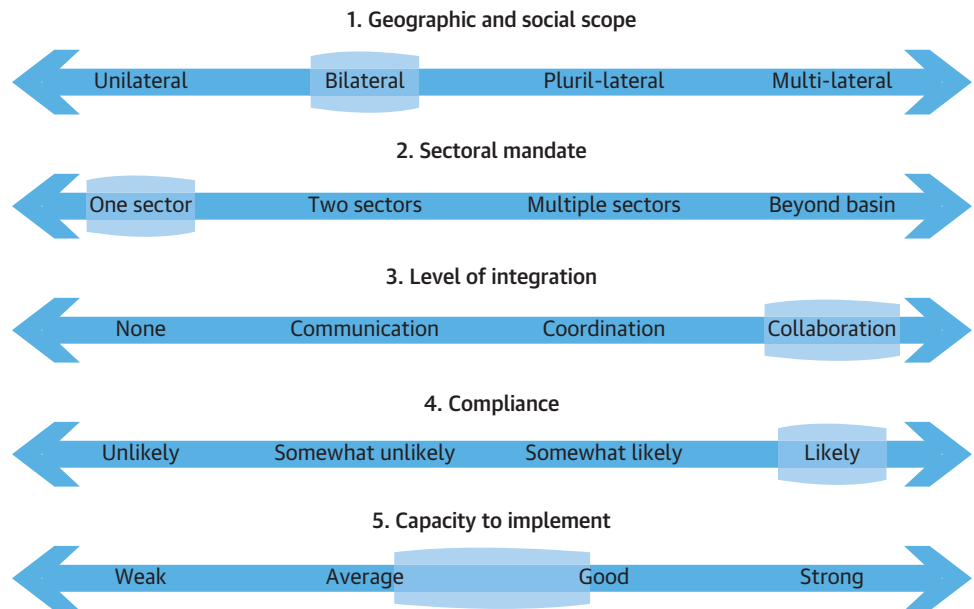 1. Geographic and social scope
Unilateral Bilateral Pluril-lateral Multi-lateral
2. Sectoral mandate
One sector Two sectors Multiple sectors Beyond basin
3. Level of integration
None Communication Coordination Collaboration
4. Compliance
Unlikely Somewhat unlikely Somewhat likely Likely
5. Capacity to implement
Weak Average Good Strong